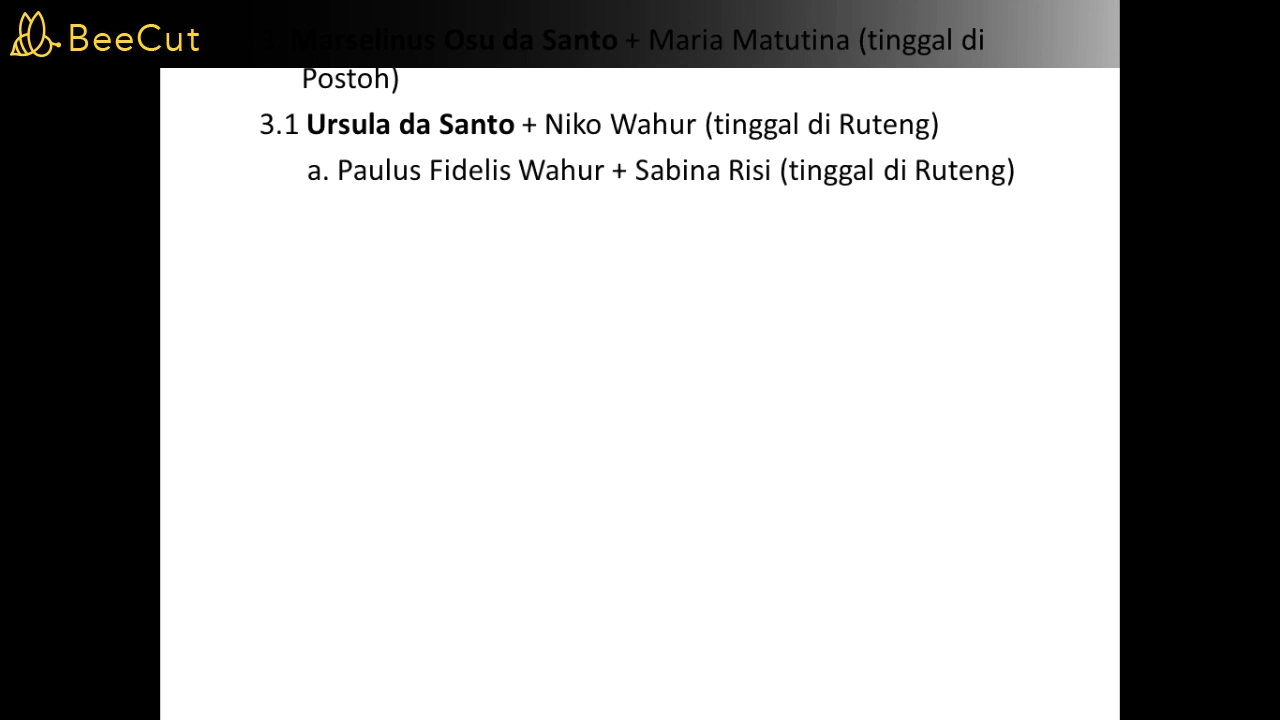 BeeCut
Marselinus Osu da Santo + Maria Matutina (tinggal di
Postoh)
3.1 Ursula da Santo + Niko Wahur (tinggal di Ruteng)
a. Paulus Fidelis Wahur + Sabina Risi (tinggal di Ruteng)